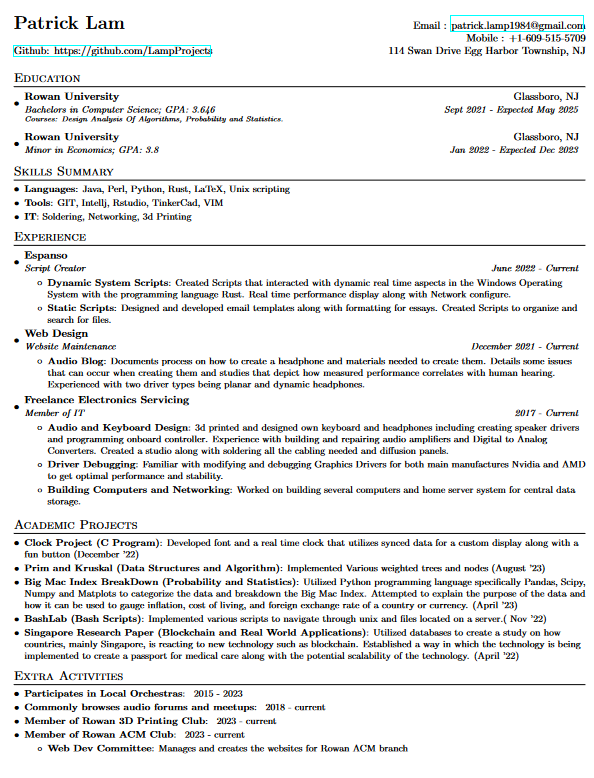 Patrick Lam
Email : patrick.lamp1984@gmail.com
Mobile : +1-609-515-5709
Github: https://github.com/LampProjects
114 Swan Drive Egg Harbor Township, NJ
Education
• Rowan University Glassboro, NJ
Bachelors in Computer Science; GPA: 3.646 Sept 2021 - Expected May 2025
Courses: Design Analysis Of Algorithms, Probability and Statistics.
• Rowan University Glassboro, NJ
Minor in Economics; GPA: 3.8 Jan 2022 - Expected Dec 2023
Skills Summary
• Languages: Java, Perl, Python, Rust, LaTeX, Unix scripting
• Tools: GIT, Intellj, Rstudio, TinkerCad, VIM
• IT: Soldering, Networking, 3d Printing
Experience
• Espanso
Script Creator June 2022 - Current
◦ Dynamic System Scripts: Created Scripts that interacted with dynamic real time aspects in the Windows Operating
System with the programming language Rust. Real time performance display along with Network configure.
◦ Static Scripts: Designed and developed email templates along with formatting for essays. Created Scripts to organize and
search for files.
• Web Design
Website Maintenance December 2021 - Current
◦ Audio Blog: Documents process on how to create a headphone and materials needed to create them. Details some issues
that can occur when creating them and studies that depict how measured performance correlates with human hearing.
Experienced with two driver types being planar and dynamic headphones.
• Freelance Electronics Servicing
Member of IT 2017 - Current
◦ Audio and Keyboard Design: 3d printed and designed own keyboard and headphones including creating speaker drivers
and programming onboard controller. Experience with building and repairing audio amplifiers and Digital to Analog
Converters. Created a studio along with soldering all the cabling needed and diffusion panels.
◦ Driver Debugging: Familiar with modifying and debugging Graphics Drivers for both main manufactures Nvidia and AMD
to get optimal performance and stability.
◦ Building Computers and Networking: Worked on building several computers and home server system for central data
storage.
Academic Projects
• Clock Project (C Program): Developed font and a real time clock that utilizes synced data for a custom display along with a
fun button (December '22)
• Prim and Kruskal (Data Structures and Algorithm): Implemented Various weighted trees and nodes (August '23)
• Big Mac Index BreakDown (Probability and Statistics): Utilized Python programming language specifically Pandas, Scipy,
Numpy and Matplots to categorize the data and breakdown the Big Mac Index. Attempted to explain the purpose of the data and
how it can be used to gauge inflation, cost of living, and foreign exchange rate of a country or currency. (April '23)
• BashLab (Bash Scripts): Implemented various scripts to navigate through unix and files located on a server.( Nov '22)
• Singapore Research Paper (Blockchain and Real World Applications): Utilized databases to create a study on how
countries, mainly Singapore, is reacting to new technology such as blockchain. Established a way in which the technology is being
implemented to create a passport for medical care along with the potential scalability of the technology. (April '22)
Extra Activities
• Participates in Local Orchestras: 2015 - 2023
• Commonly browses audio forums and meetups: 2018 - current
• Member of Rowan 3D Printing Club: 2023 - current
• Member of Rowan ACM Club: 2023 - current
◦ Web Dev Committee: Manages and creates the websites for Rowan ACM branch